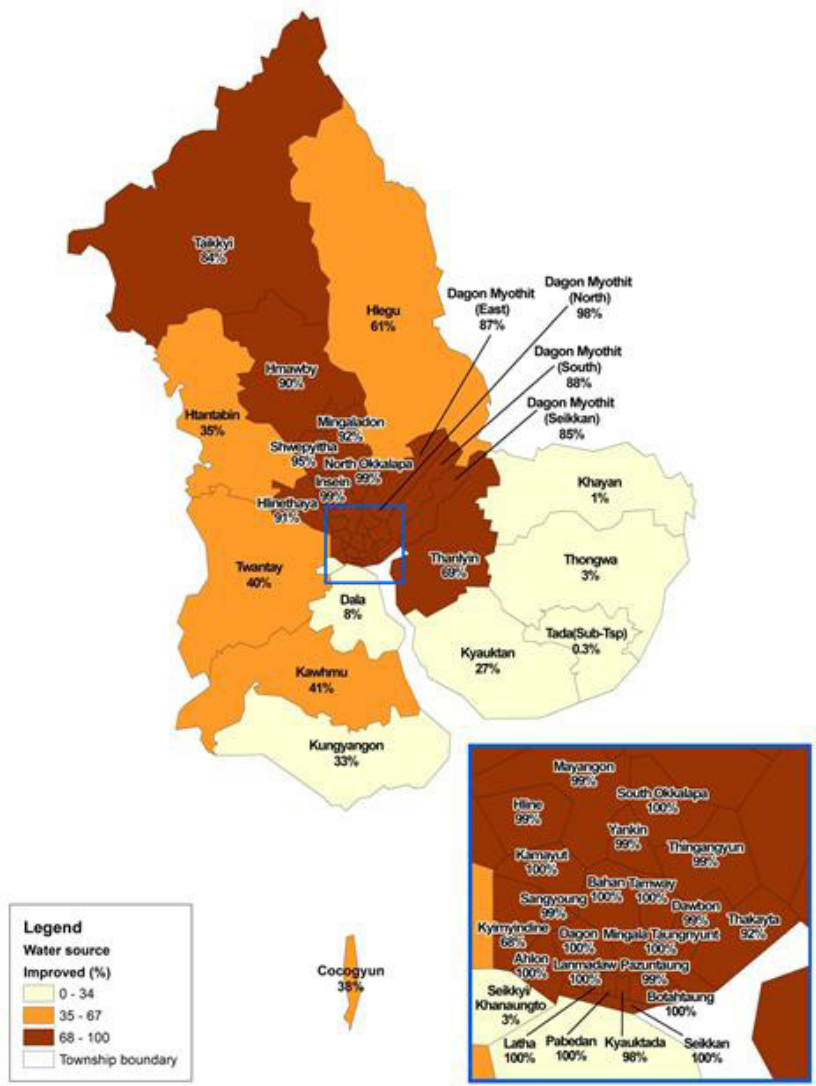 Taikkyi
84%
Hlegu
61%
Dagon Myothit
(East)
87%
Dagon Myothit
(North)
98%
Dagon Myothit
(South)
88%
Dagon Myothit
(Seikkan)
85%
Hmawby
90%
Htantabin
35%
Mingaladon
92%
Shwepyitha
95%
North Okkalapa
99%
Insein
99%
Hlinethaya
91%
Khayan
1%
Thanlyin
69%
Thongwa
3%
Twantay
40%
Dala
8%
Tada(Sub-Tsp)
0.3%
Kyauktan
27%
Kawhmu
41%
Kungyangon
33%
Cocogyun
38%
Mayangon
99%
South Okkalapa
100%
Hline
99%
Yankin
99%
Thingangyun
99%
Kamayut
100%
Bahan
100%
Tamway
100%
Sangyoung
99%
Dawbon
99%
Thakayta
92%
Kyimyindine
68%
Dagon
100%
Mingala Taungnyunt
100%
Ahlon
100%
Lanmadaw
100%
Pazuntaung
99%
Seikkyi/
Khanaungto
3%
Botahtaung
100%
Latha
100%
Pabedan
100%
Kyauktada
98%
Seikkan
100%
Legend
Water source
Improved (%)
0 - 34
35 - 67
68 - 100
Township boundary